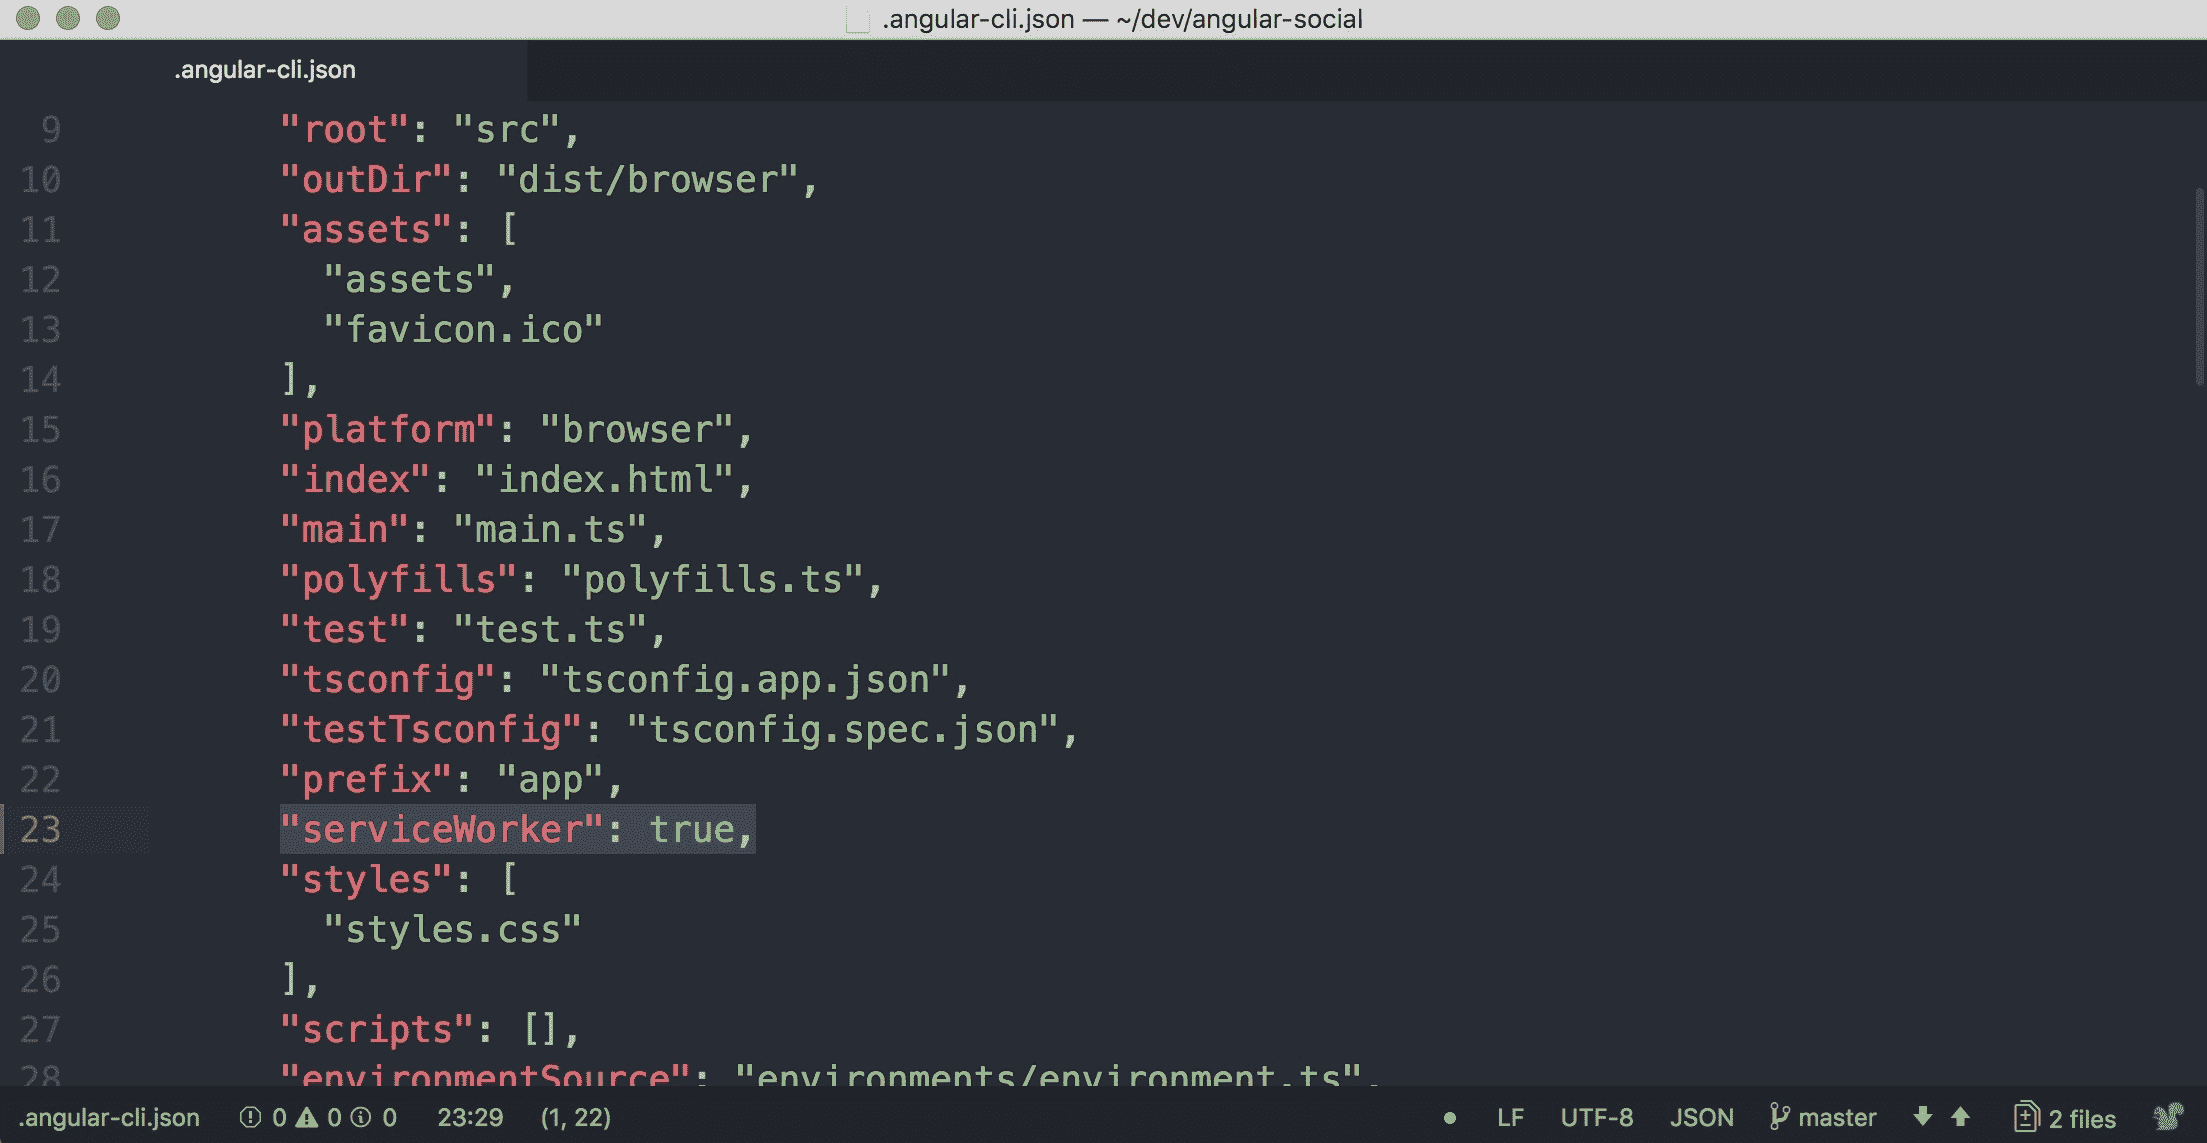 .angular-cli.json — ~/dev/angular-social
.angular-cli.json
9 "root": "src",
10 "outDir": "dist/browser",
11 "assets": [
12 "assets",
13 "favicon.ico"
14 ],
15 "platform": "browser",
16 "index": "index.html",
17 "main": "main.ts",
18 "polyfills": "polyfills.ts",
19 "test": "test.ts",
20 "tsconfig": "tsconfig.app.json",
21 "testTsconfig": "tsconfig.spec.json",
22 "prefix": "app",
23 "serviceWorker": true,
24 "styles": [
25 "styles.css"
26 ],
27 "scripts": [],
28 "environmentSource": "environments/environment.ts",
.angular-cli.json 0 0 0 23:29 (1, 22) LF UTF-8 JSON master 2 files